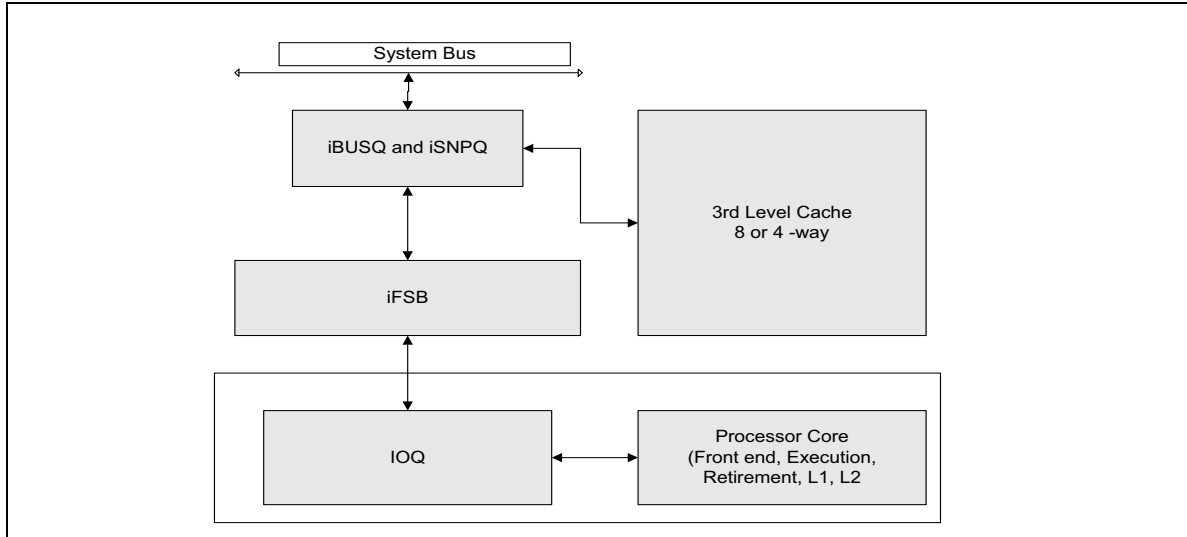 System Bus
iBUSQ and iSNPQ
3rd Level Cache
8 or 4 -way
iFSB
IOQ
Processor Core
(Front end, Execution,
Retirement, L1, L2